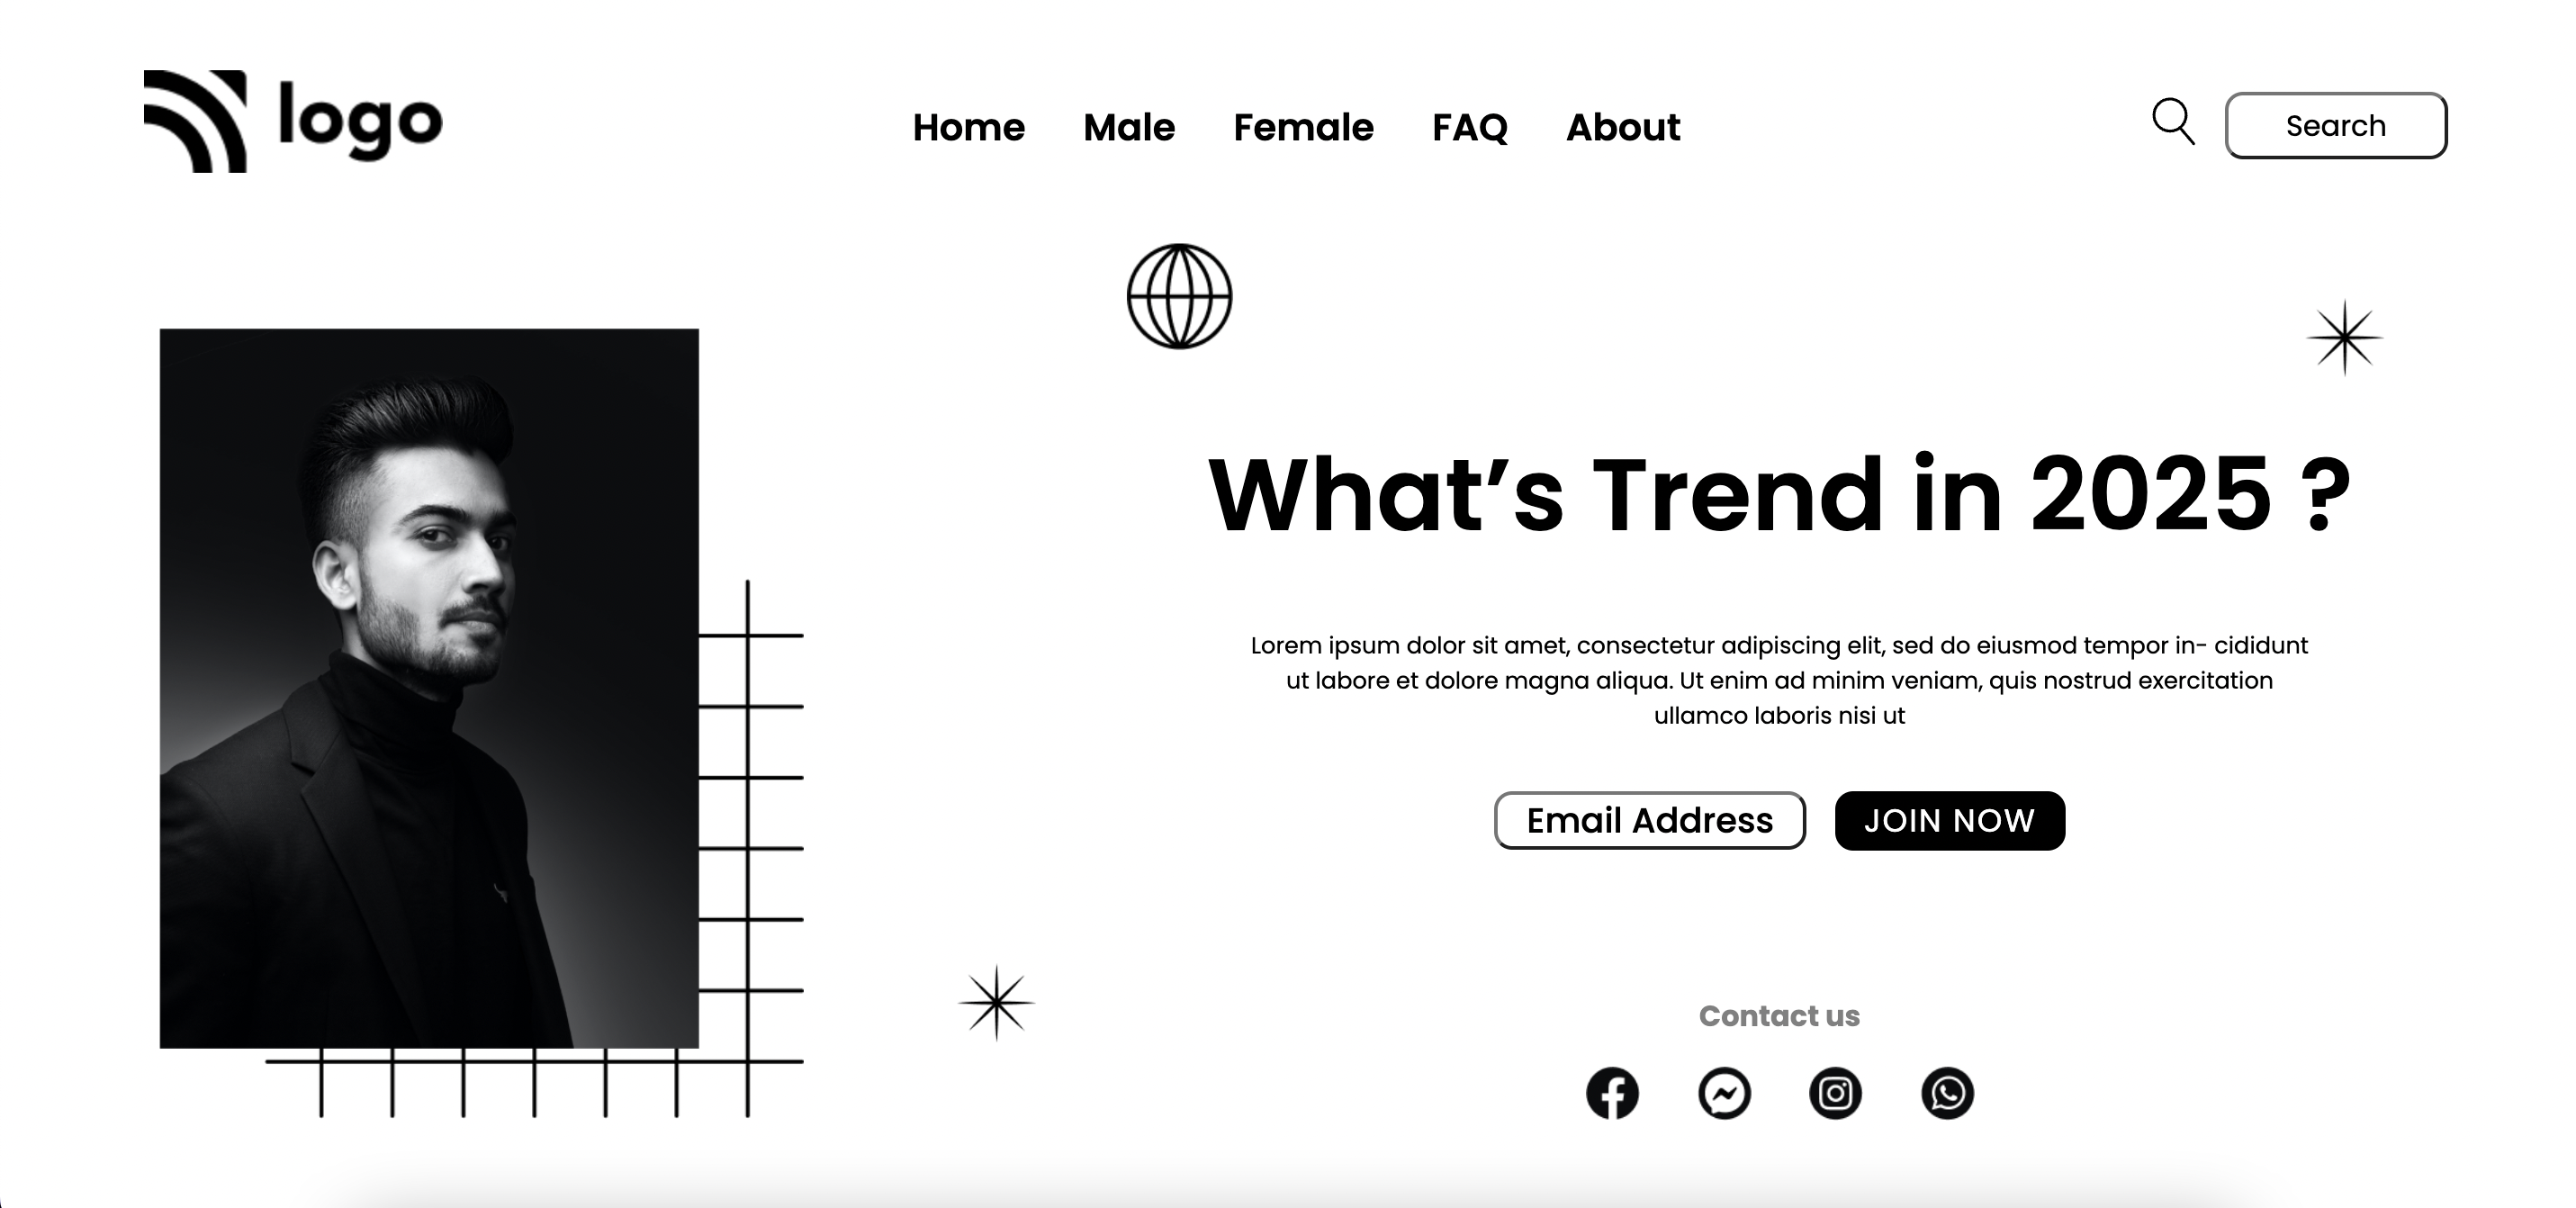 logo
Home Male Female FAQ About
Search
What’s Trend in 2025 ?
Lorem ipsum dolor sit amet, consectetur adipiscing elit, sed do eiusmod tempor in- cididunt
ut labore et dolore magna aliqua. Ut enim ad minim veniam, quis nostrud exercitation
ullamco laboris nisi ut
Email Address JOIN NOW
Contact us